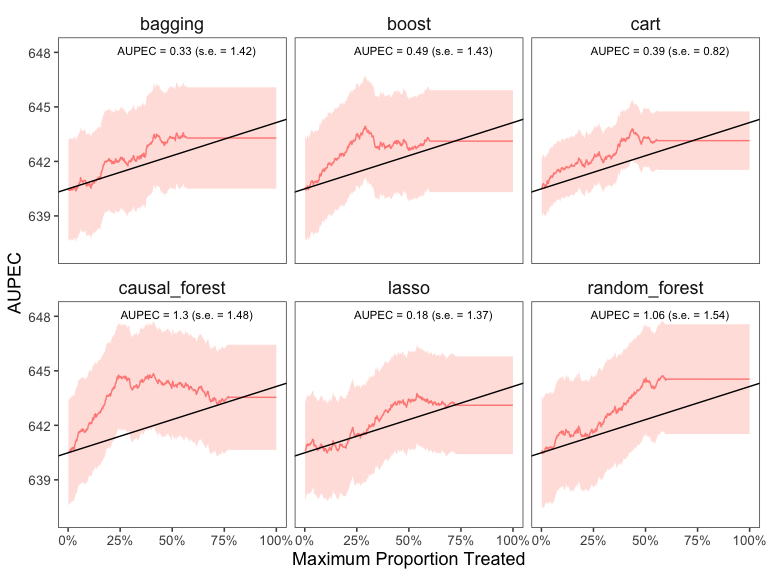 bagging
boost
cart
AUPEC = 0.33 (s.e. = 1.42)
AUPEC = 0.49 (s.e. = 1.43)
AUPEC = 0.39 (s.e. = 0.82)
648
645
642
639
causal_forest
lasso
random_forest
AUPEC = 1.3 (s.e. = 1.48)
AUPEC = 0.18 (s.e. = 1.37)
AUPEC = 1.06 (s.e. = 1.54)
648
645
642
639
AUPEC
0% 25% 50% 75% 100%
0% 25% 50% 75% 100%
0% 25% 50% 75% 100%
Maximum Proportion Treated